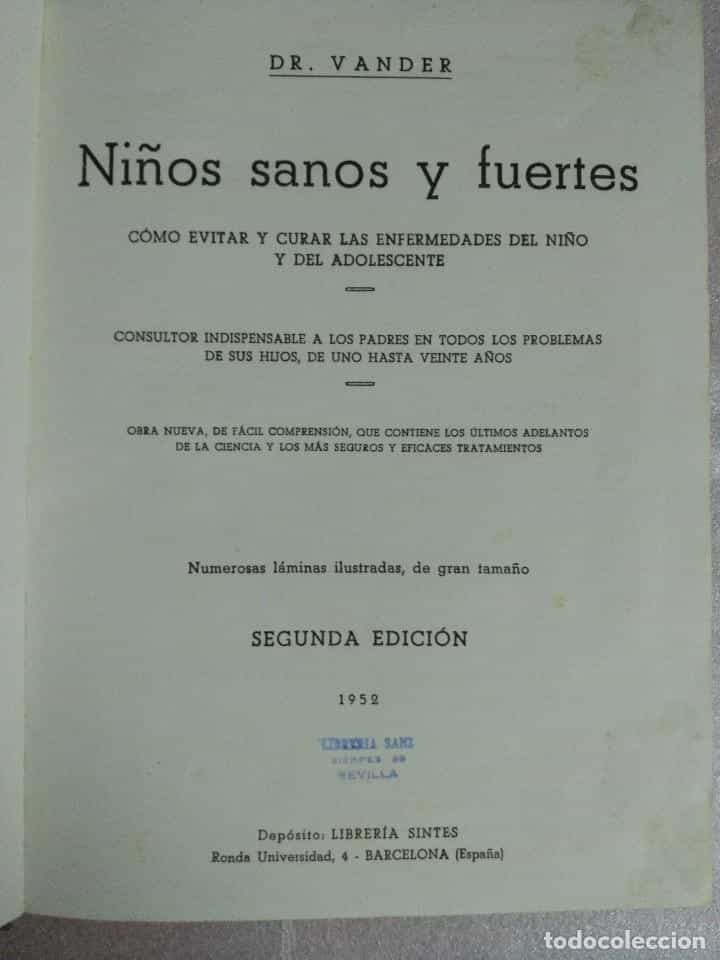 DR. VANDER
Niños sanos y fuertes
CÓMO EVITAR Y CURAR LAS ENFERMEDADES DEL NIÑO
Y DEL ADOLESCENTE
CONSULTOR INDISPENSABLE A LOS PADRES EN TODOS LOS PROBLEMAS
DE SUS HIJOS, DE UNO HASTA VEINTE AÑOS
OBRA NUEVA, DE FÁCIL COMPRENSIÓN, QUE CONTIENE LOS ÚLTIMOS ADELANTOS
DE LA CIENCIA Y LOS MÁS SEGUROS Y EFICACES TRATAMIENTOS
Numerosas láminas ilustradas, de gran tamaño
SEGUNDA EDICIÓN
1952
LIBRERIA SANZ
SIERPES
SEVILLA
Depósito: LIBRERÍA SINTES
Ronda Universidad, 4 - BARCELONA (España)
todocoleccion